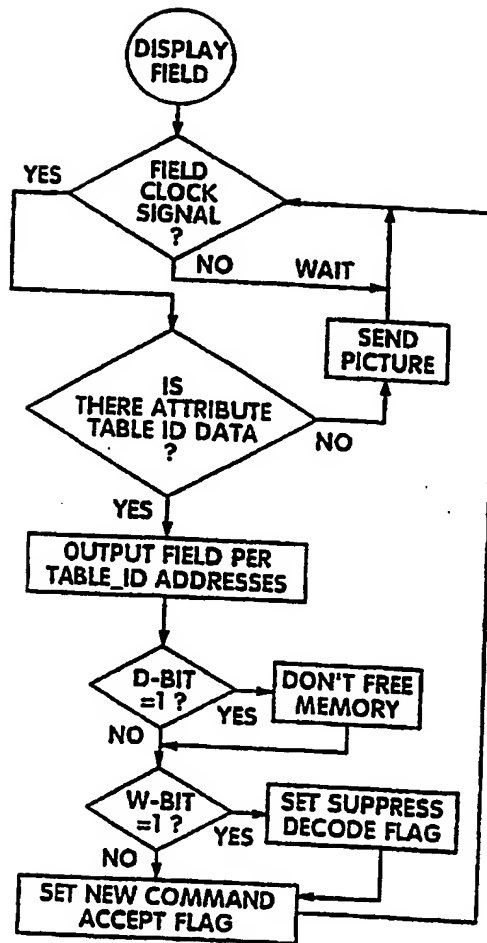 DISPLAY
FIELD
YES
FIELD
CLOCK
SIGNAL
?
NO
WAIT
SEND
PICTURE
IS
THERE ATTRIBUTE
TABLE ID DATA
?
NO
YES
OUTPUT FIELD PER
TABLE_ID ADDRESSES
D-BIT
=1 ?
YES
DON'T FREE
MEMORY
NO
W-BIT
=1 ?
YES
SET SUPPRESS
DECODE FLAG
NO
SET NEW COMMAND
ACCEPT FLAG